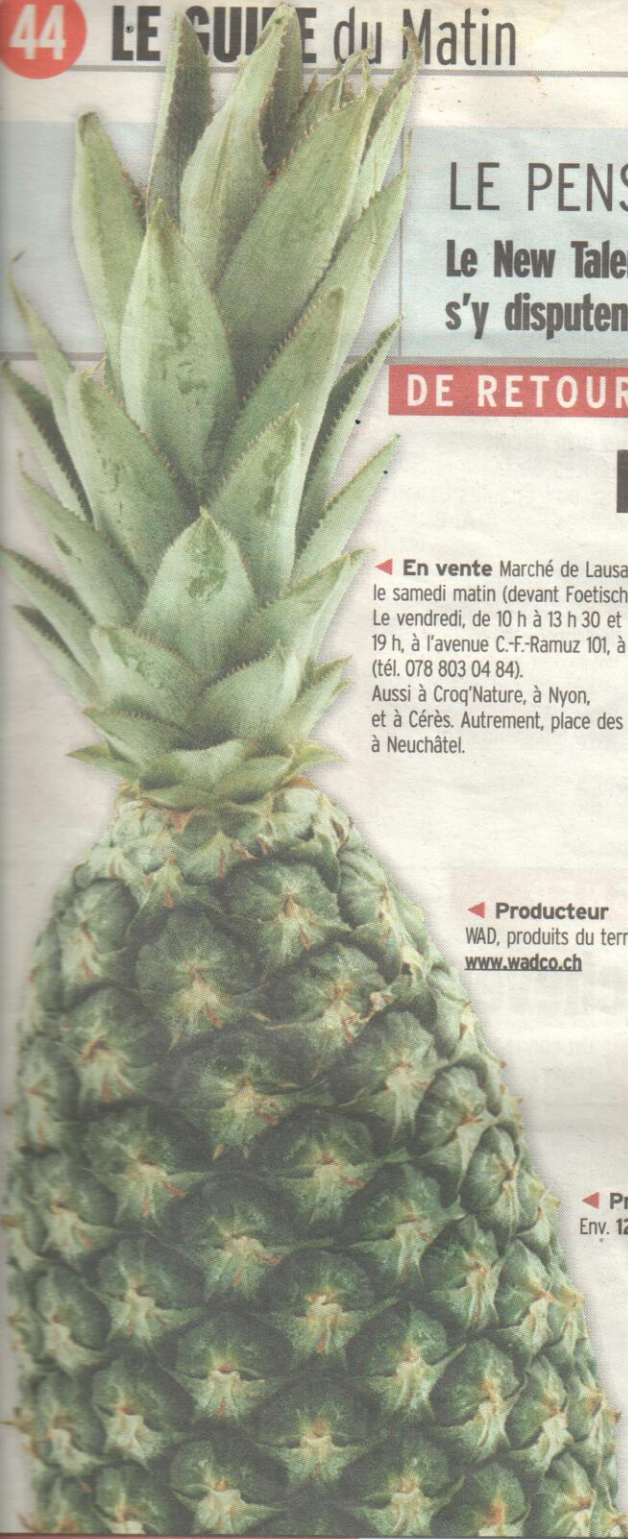 44 LE GUIDE du Matin
LE PENS
Le New Tale
s'y disputen
DE RETOUR
En vente Marché de Lausa
le samedi matin (devant Foetisch
Le vendredi, de 10 h à 13 h 30 et
19 h, à l'avenue C.-F.-Ramuz 101, à
(tél. 078 803 04 84).
Aussi à Croq'Nature, à Nyon,
et à Cérès. Autrement, place des
à Neuchâtel.
Producteur
WAD, produits du terr
www.wadco.ch
Pr
Env. 12